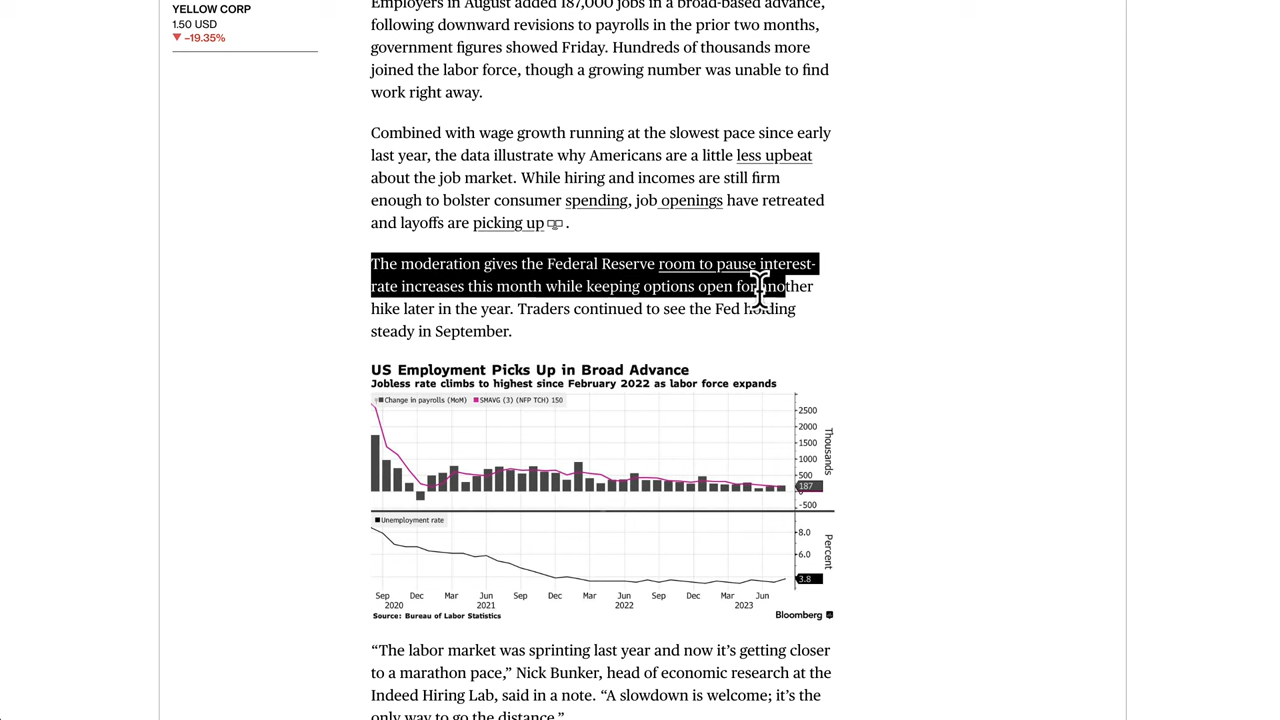 YELLOW CORP
1.50 USD
▼ –19.35%
Employers in August added 187,000 jobs in a broad-based advance,
following downward revisions to payrolls in the prior two months,
government figures showed Friday. Hundreds of thousands more
joined the labor force, though a growing number was unable to find
work right away.
Combined with wage growth running at the slowest pace since early
last year, the data illustrate why Americans are a little less upbeat
about the job market. While hiring and incomes are still firm
enough to bolster consumer spending, job openings have retreated
and layoffs are picking up .
The moderation gives the Federal Reserve room to pause interest-
rate increases this month while keeping options open for another
hike later in the year. Traders continued to see the Fed holding
steady in September.
US Employment Picks Up in Broad Advance
Jobless rate climbs to highest since February 2022 as labor force expands
Change in payrolls (MoM) SMAVG (3) (NFP TCH) 150
2500
2000
1500
1000
500
187
0
-500
Thousands
Unemployment rate
8.0
6.0
3.8
Percent
Sep Dec Mar Jun Sep Dec Mar Jun Sep Dec Mar Jun
2020 2021 2022 2023
Source: Bureau of Labor Statistics
Bloomberg
“The labor market was sprinting last year and now it’s getting closer
to a marathon pace,” Nick Bunker, head of economic research at the
Indeed Hiring Lab, said in a note. “A slowdown is welcome; it’s the
only way to go the distance.”